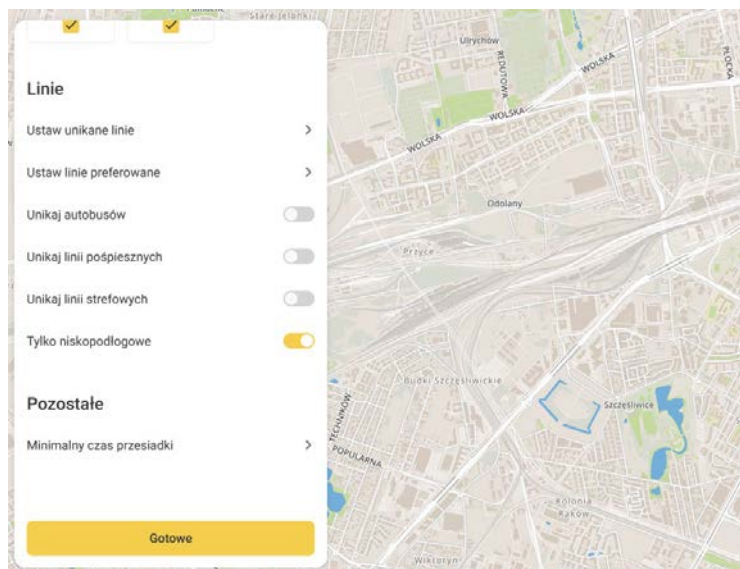 Linie
Ustaw unikane linie
Ustaw linie preferowane
Unikaj autobusów
Unikaj linii pośpiesznych
Unikaj linii strefowych
Tylko niskopodłogowe
Pozostałe
Minimalny czas przesiadki
Gotowe
Stare Jelonki
Ulrychów
REDUTOWA
WOLSKA
PŁOCKA
WOLSKA
WOLSKA
Odolany
Przyce
Budki Szczęśliwickie
Szczęśliwice
TECHNIKÓW
POPULARNA
Kolonia
Raków
Wiktoryn